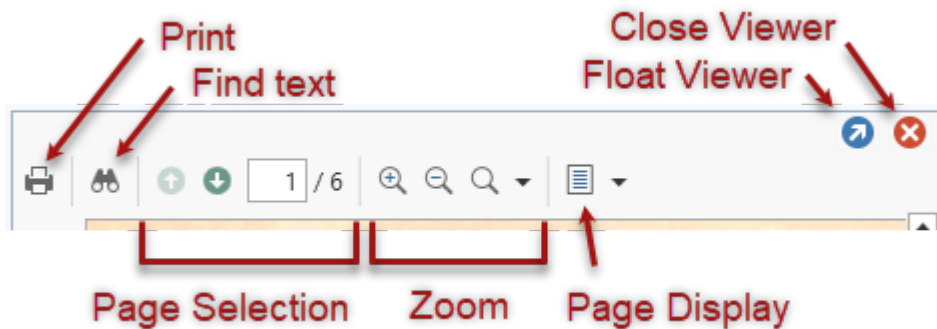 Print
Close Viewer
Find text
Float Viewer
1 / 6
Page Selection
Zoom
Page Display